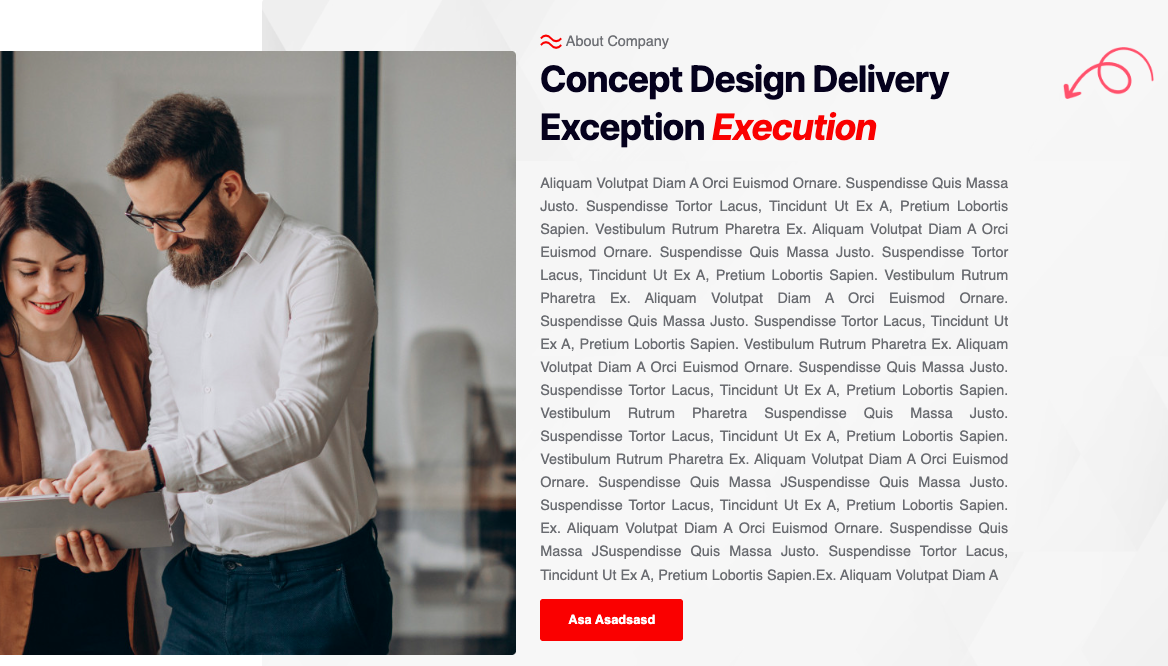 About Company
Concept Design Delivery
Exception Execution
Aliquam Volutpat Diam A Orci Euismod Ornare. Suspendisse Quis Massa
Justo. Suspendisse Tortor Lacus, Tincidunt Ut Ex A, Pretium Lobortis
Sapien. Vestibulum Rutrum Pharetra Ex. Aliquam Volutpat Diam A Orci
Euismod Ornare. Suspendisse Quis Massa Justo. Suspendisse Tortor
Lacus, Tincidunt Ut Ex A, Pretium Lobortis Sapien. Vestibulum Rutrum
Pharetra Ex. Aliquam Volutpat Diam A Orci Euismod Ornare.
Suspendisse Quis Massa Justo. Suspendisse Tortor Lacus, Tincidunt Ut
Ex A, Pretium Lobortis Sapien. Vestibulum Rutrum Pharetra Ex. Aliquam
Volutpat Diam A Orci Euismod Ornare. Suspendisse Quis Massa Justo.
Suspendisse Tortor Lacus, Tincidunt Ut Ex A, Pretium Lobortis Sapien.
Vestibulum Rutrum Pharetra Suspendisse Quis Massa Justo.
Suspendisse Tortor Lacus, Tincidunt Ut Ex A, Pretium Lobortis Sapien.
Vestibulum Rutrum Pharetra Ex. Aliquam Volutpat Diam A Orci Euismod
Ornare. Suspendisse Quis Massa JSuspendisse Quis Massa Justo.
Suspendisse Tortor Lacus, Tincidunt Ut Ex A, Pretium Lobortis Sapien.
Ex. Aliquam Volutpat Diam A Orci Euismod Ornare. Suspendisse Quis
Massa JSuspendisse Quis Massa Justo. Suspendisse Tortor Lacus,
Tincidunt Ut Ex A, Pretium Lobortis Sapien.Ex. Aliquam Volutpat Diam A
Asa Asadsasd